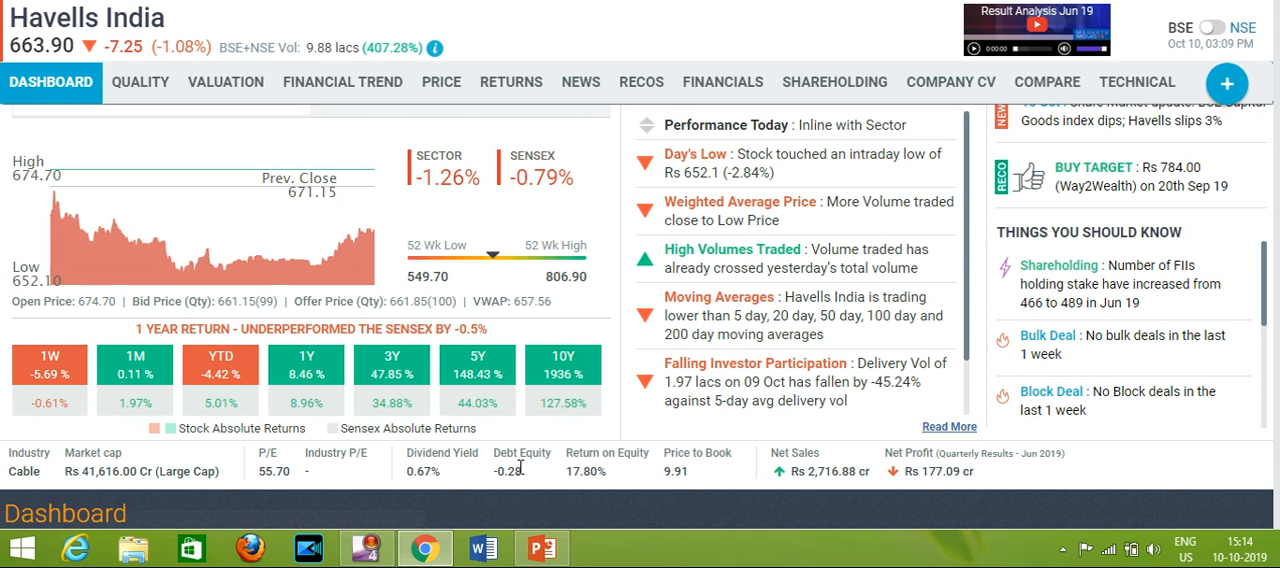 Havells India
663.90 -7.25 (-1.08%) BSE+NSE Vol: 9.88 lacs (407.28%) i
Result Analysis Jun 19
MARKETS
MOJO
0:00:00
BSE NSE
Oct 10, 03:09 PM
DASHBOARD QUALITY VALUATION FINANCIAL TREND PRICE RETURNS NEWS RECOS FINANCIALS SHAREHOLDING COMPANY CV COMPARE TECHNICAL +
High
674.70
Prev. Close
671.15
Low
652.10
SECTOR
-1.26%
SENSEX
-0.79%
52 Wk Low 52 Wk High
549.70 806.90
Open Price: 674.70 | Bid Price (Qty): 661.15(99) | Offer Price (Qty): 661.85(100) | VWAP: 657.56
1 YEAR RETURN - UNDERPERFORMED THE SENSEX BY -0.5%
1W 1M YTD 1Y 3Y 5Y 10Y
-5.69 % 0.11 % -4.42 % 8.46 % 47.85 % 148.43 % 1936 %
-0.61% 1.97% 5.01% 8.96% 34.88% 44.03% 127.58%
Stock Absolute Returns Sensex Absolute Returns
Performance Today : Inline with Sector
Day's Low : Stock touched an intraday low of
Rs 652.1 (-2.84%)
Weighted Average Price : More Volume traded
close to Low Price
High Volumes Traded : Volume traded has
already crossed yesterday's total volume
Moving Averages : Havells India is trading
lower than 5 day, 20 day, 50 day, 100 day and
200 day moving averages
Falling Investor Participation : Delivery Vol of
1.97 lacs on 09 Oct has fallen by -45.24%
against 5-day avg delivery vol
Read More
NEW
Goods index dips; Havells slips 3%
RECO
BUY TARGET : Rs 784.00
(Way2Wealth) on 20th Sep 19
THINGS YOU SHOULD KNOW
Shareholding : Number of FIIs
holding stake have increased from
466 to 489 in Jun 19
Bulk Deal : No bulk deals in the last
1 week
Block Deal : No Block deals in the
last 1 week
Industry Market cap P/E Industry P/E Dividend Yield Debt Equity Return on Equity Price to Book Net Sales Net Profit (Quarterly Results - Jun 2019)
Cable Rs 41,616.00 Cr (Large Cap) 55.70 - 0.67% -0.28 17.80% 9.91 Rs 2,716.88 cr Rs 177.09 cr
Dashboard
4
ENG
US
15:14
10-10-2019